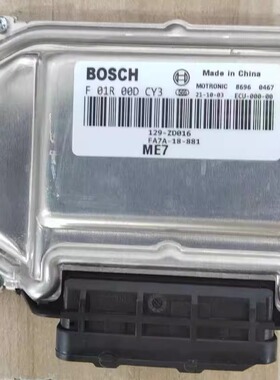 BOSCH
Made in China
F 01R 00D CY3
MOTRONIC 8696 0467
21-10-03 ECU-000-00
129-ZD016
FA7A-18-881
ME7